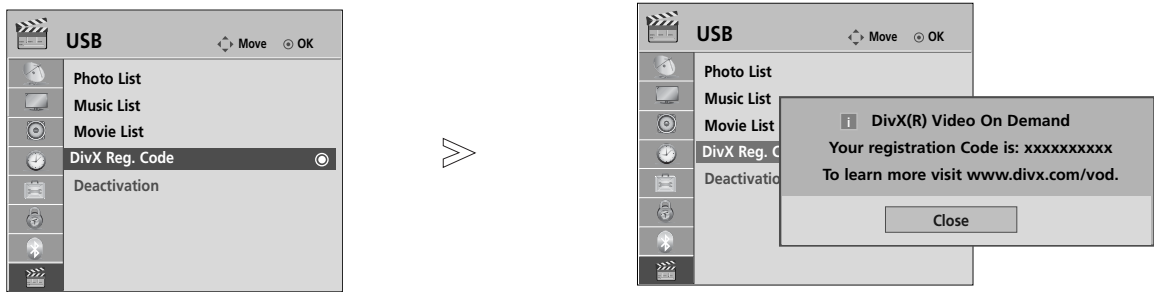 USB
Move
OK
Photo List
Music List
Movie List
DivX Reg. Code
Deactivation
USB
Move
OK
Photo List
Music List
Movie List
DivX Reg. C
Deactivatio
i
DivX(R) Video On Demand
Your registration Code is: xxxxxxxxxx
To learn more visit www.divx.com/vod.
Close